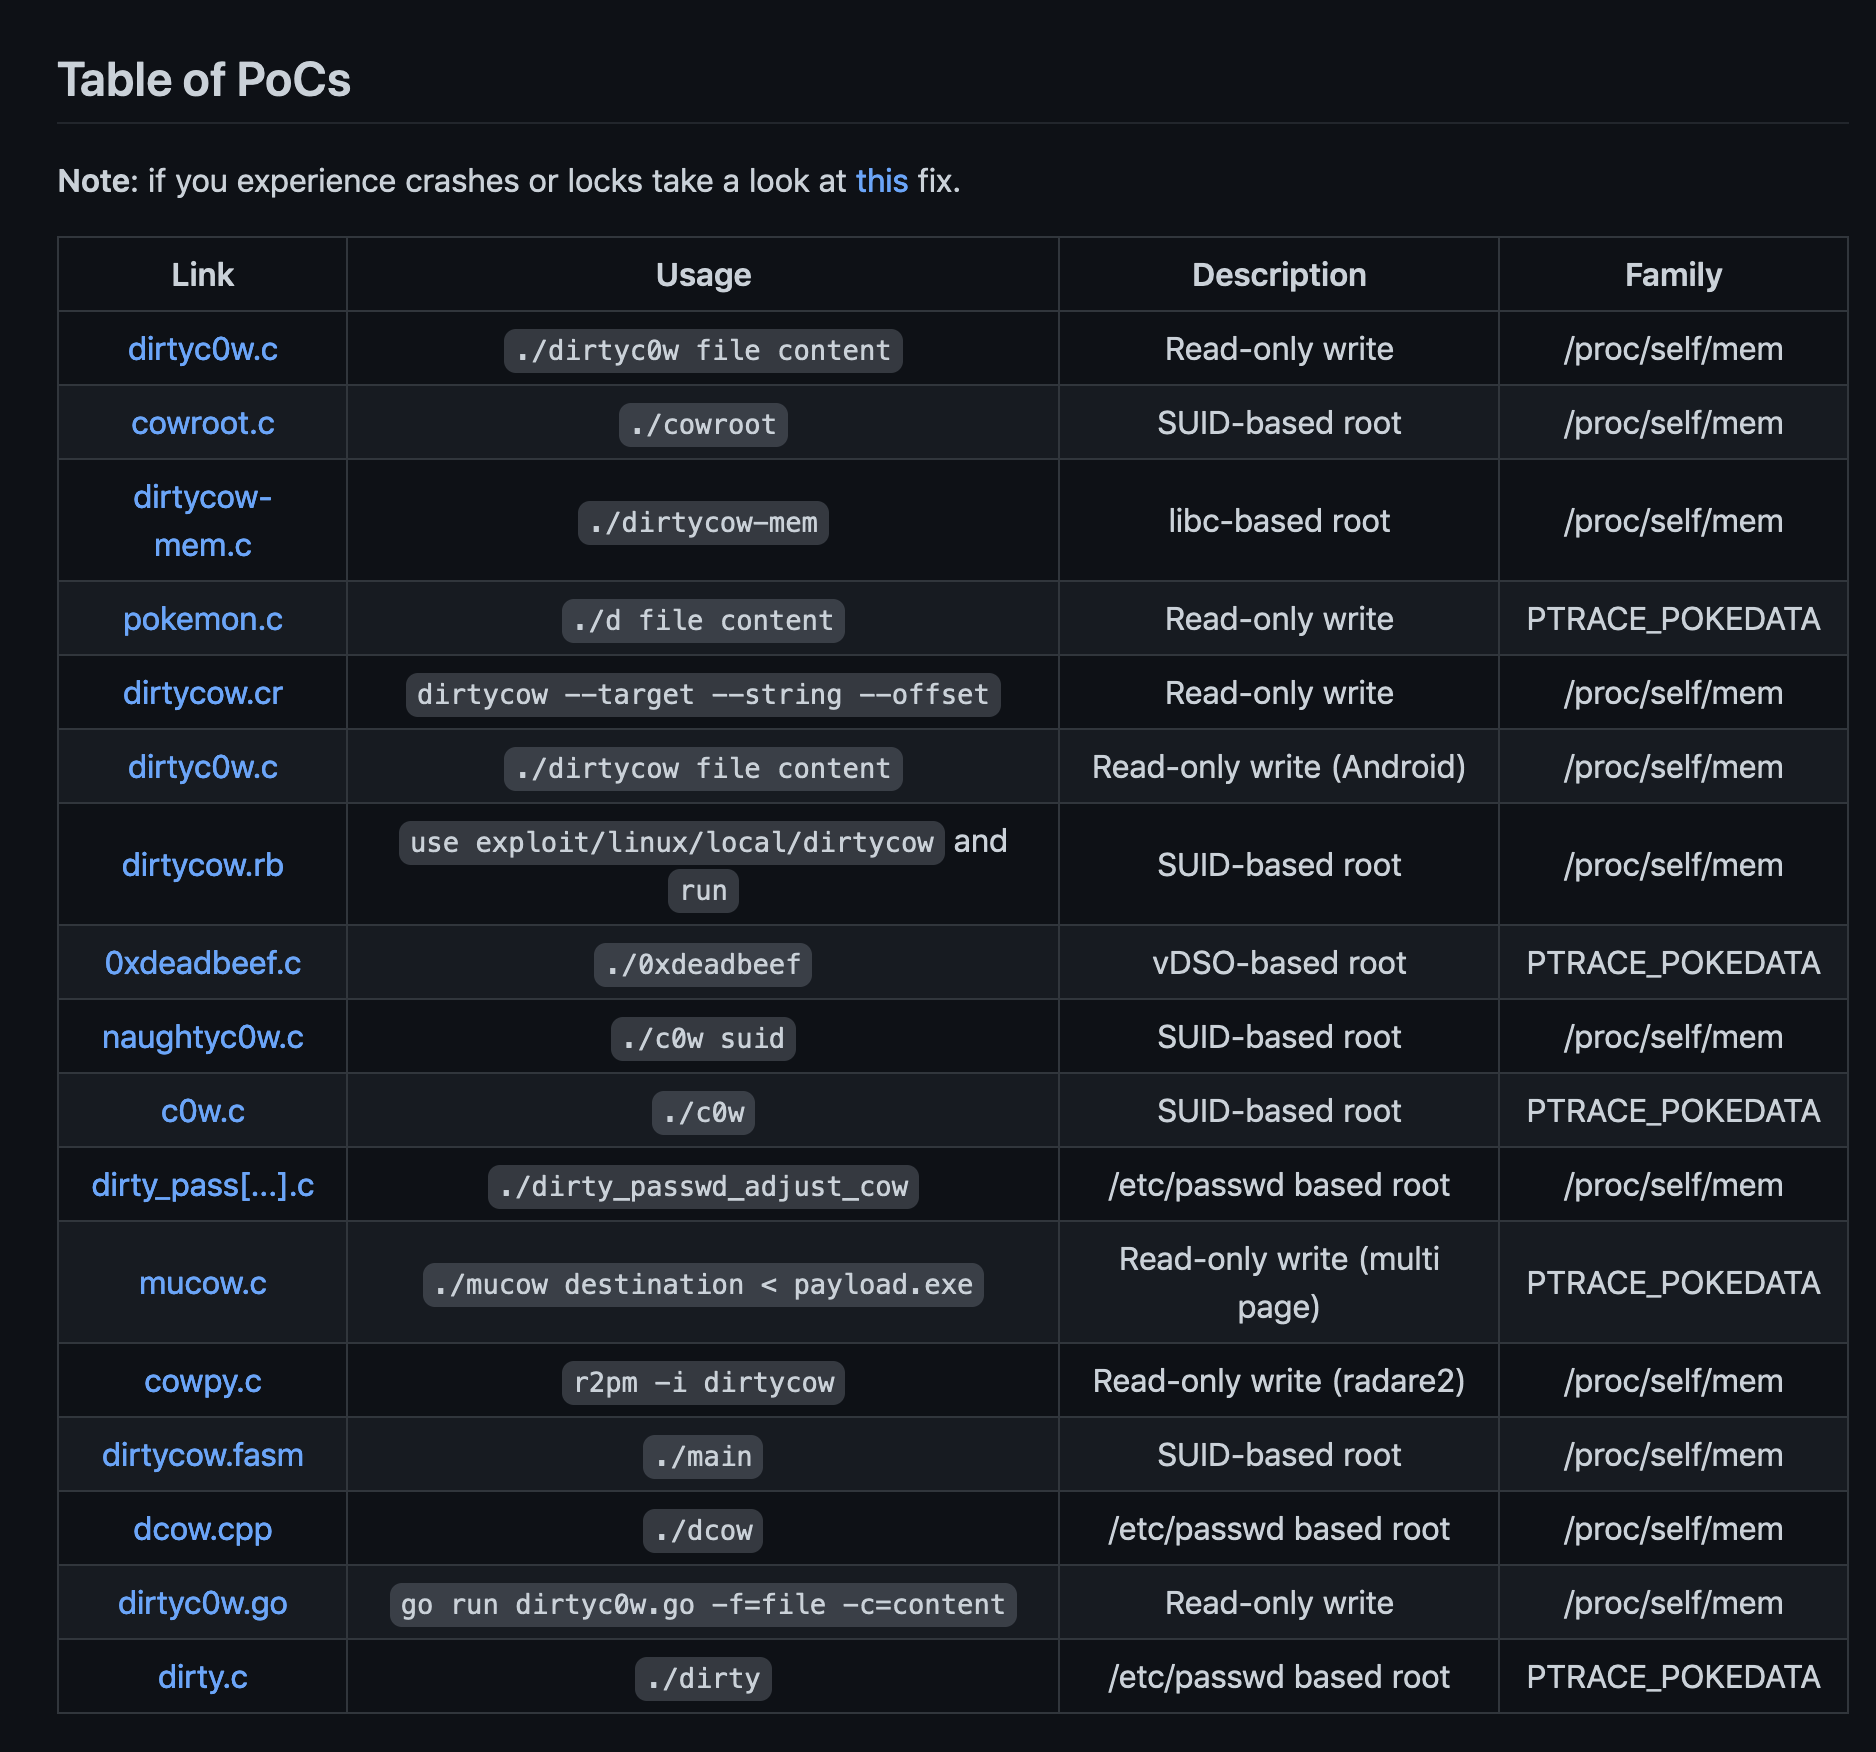 Table of PoCs
Note: if you experience crashes or locks take a look at this fix.
Link Usage Description Family
dirtyc0w.c ./dirtyc0w file content Read-only write /proc/self/mem
cowroot.c ./cowroot SUID-based root /proc/self/mem
dirtycow-
mem.c ./dirtycow-mem libc-based root /proc/self/mem
pokemon.c ./d file content Read-only write PTRACE_POKEDATA
dirtycow.cr dirtycow --target --string --offset Read-only write /proc/self/mem
dirtyc0w.c ./dirtycow file content Read-only write (Android) /proc/self/mem
dirtycow.rb use exploit/linux/local/dirtycow and
run SUID-based root /proc/self/mem
0xdeadbeef.c ./0xdeadbeef vDSO-based root PTRACE_POKEDATA
naughtyc0w.c ./c0w suid SUID-based root /proc/self/mem
c0w.c ./c0w SUID-based root PTRACE_POKEDATA
dirty_pass[...].c ./dirty_passwd_adjust_cow /etc/passwd based root /proc/self/mem
mucow.c ./mucow destination < payload.exe Read-only write (multi
page) PTRACE_POKEDATA
cowpy.c r2pm -i dirtycow Read-only write (radare2) /proc/self/mem
dirtycow.fasm ./main SUID-based root /proc/self/mem
dcow.cpp ./dcow /etc/passwd based root /proc/self/mem
dirtyc0w.go go run dirtyc0w.go -f=file -c=content Read-only write /proc/self/mem
dirty.c ./dirty /etc/passwd based root PTRACE_POKEDATA